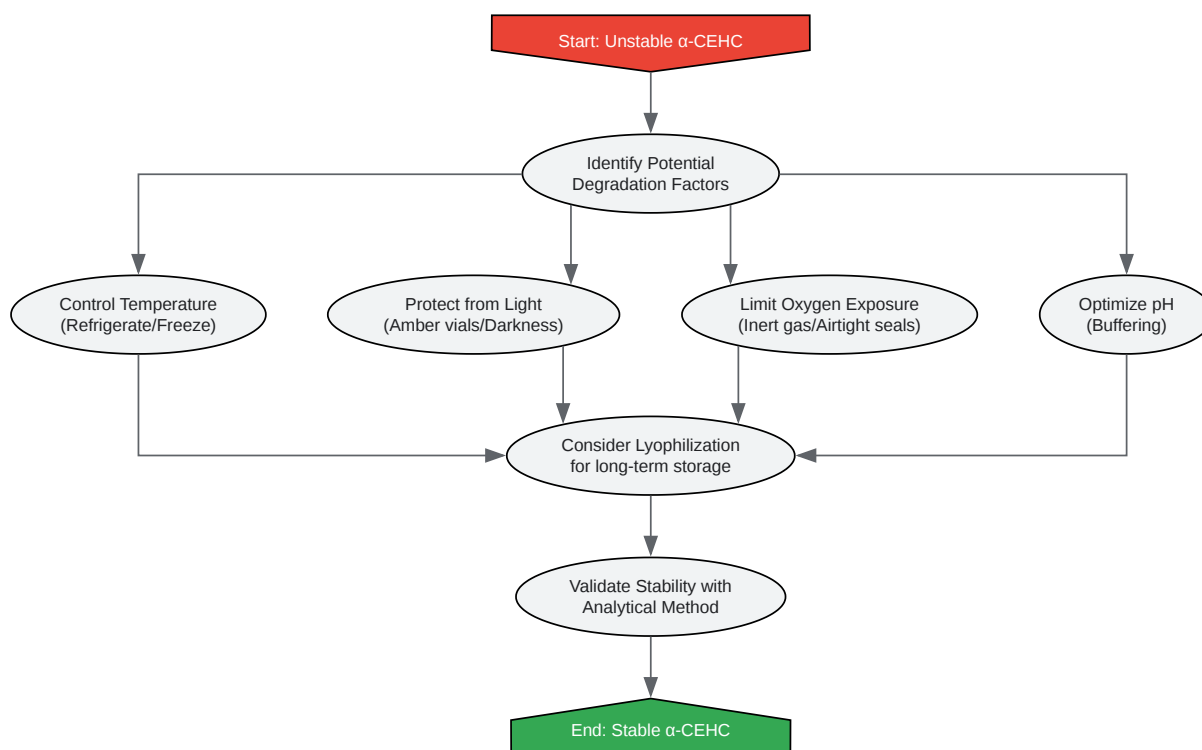 Start: Unstable α-CEHC
Identify Potential
Degradation Factors
Control Temperature
(Refrigerate/Freeze)
Protect from Light
(Amber vials/Darkness)
Limit Oxygen Exposure
(Inert gas/Airtight seals)
Optimize pH
(Buffering)
Consider Lyophilization
for long-term storage
Validate Stability with
Analytical Method
End: Stable α-CEHC